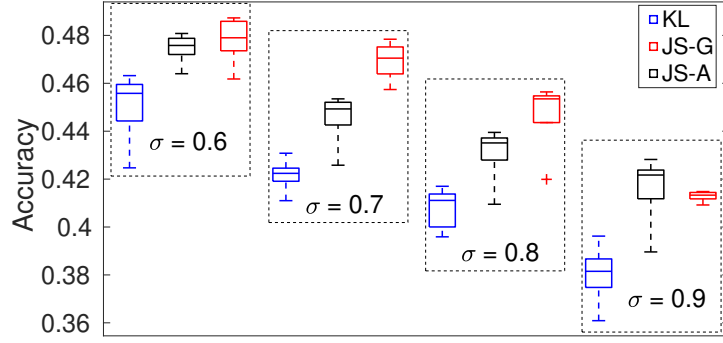 Accuracy
0.48
0.46
0.44
0.42
0.4
0.38
0.36
σ = 0.6
σ = 0.7
σ = 0.8
σ = 0.9
KL
JS-G
JS-A